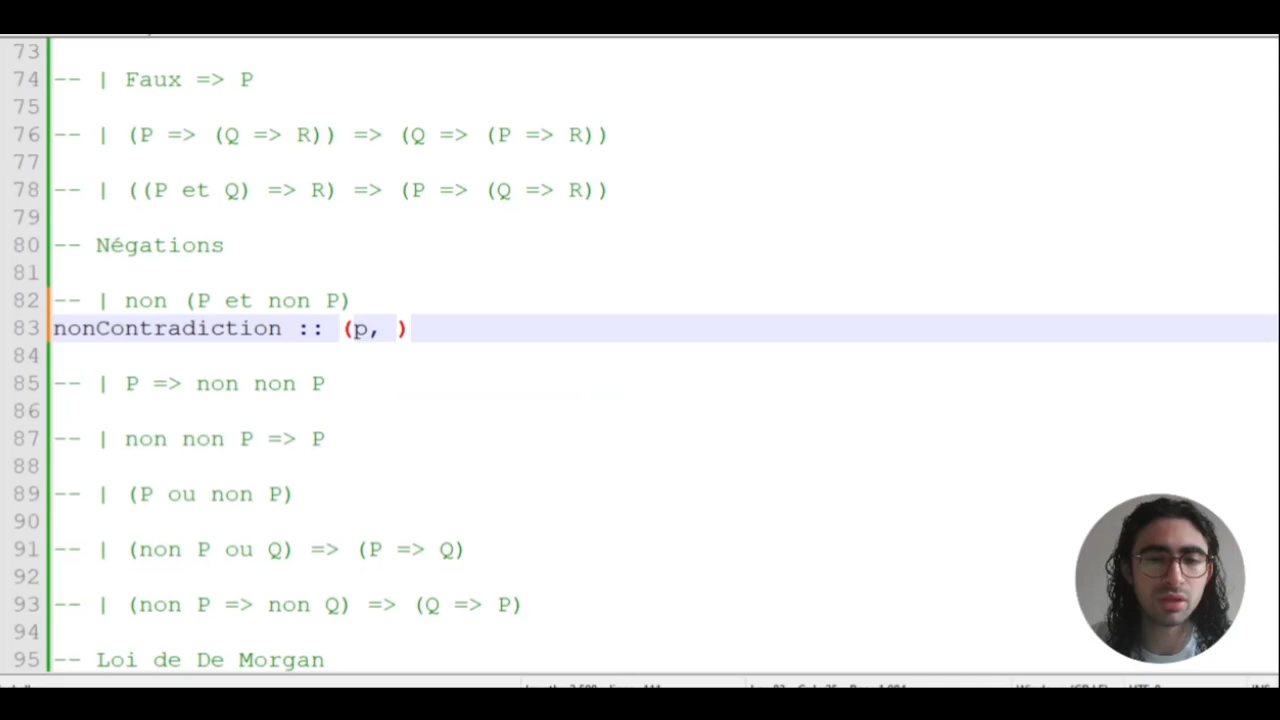 73
74 -- | Faux => P
75
76 -- | (P => (Q => R)) => (Q => (P => R))
77
78 -- | ((P et Q) => R) => (P => (Q => R))
79
80 -- Négations
81
82 -- | non (P et non P)
83 nonContradiction :: (p, )
84
85 -- | P => non non P
86
87 -- | non non P => P
88
89 -- | (P ou non P)
90
91 -- | (non P ou Q) => (P => Q)
92
93 -- | (non P => non Q) => (Q => P)
94
95 -- Loi de De Morgan